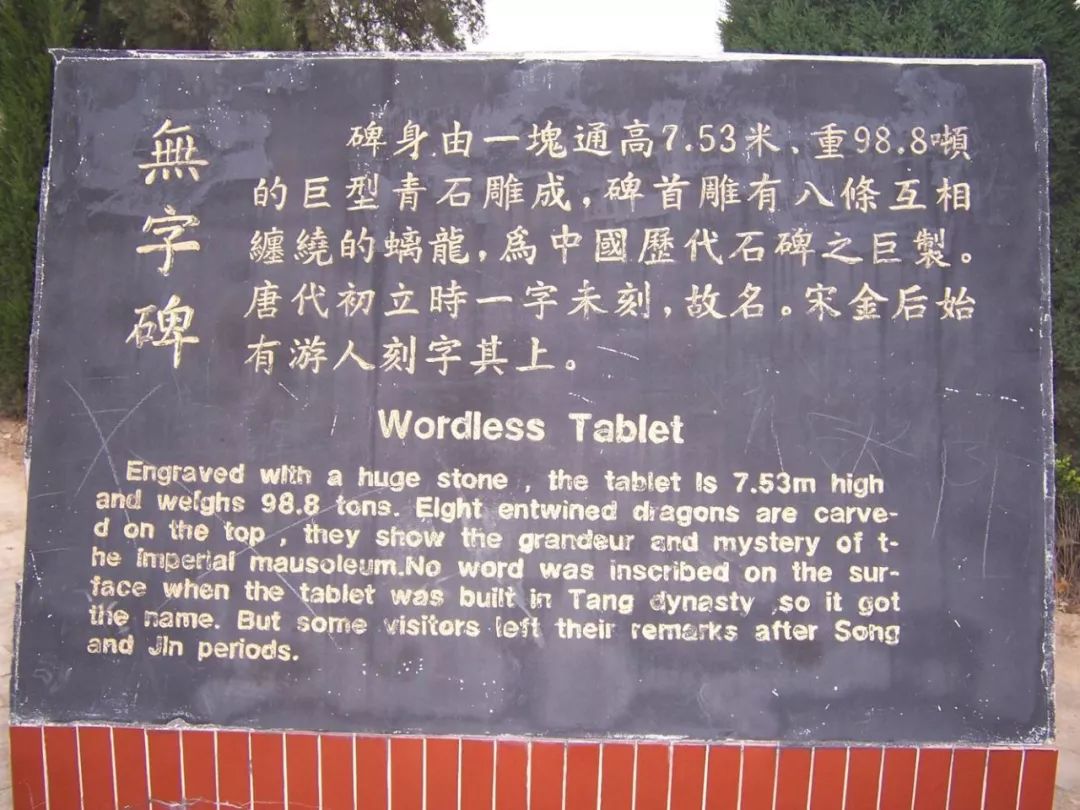 無字碑
碑身由一塊通高7.53米、重98.8噸
的巨型青石雕成，碑首雕有八條互相
纏繞的螭龍，為中國歷代石碑之巨製。
唐代初立時一字未刻，故名。宋金后始
有游人刻字其上。
Wordless Tablet
Engraved with a huge stone , the tablet is 7.53m high
and weighs 98.8 tons. Eight entwined dragons are carve-
d on the top , they show the grandeur and mystery of t-
he imperial mausoleum.No word was inscribed on the sur-
face when the tablet was built in Tang dynasty ,so it got
the name. But some visitors left their remarks after Song
and Jin periods.